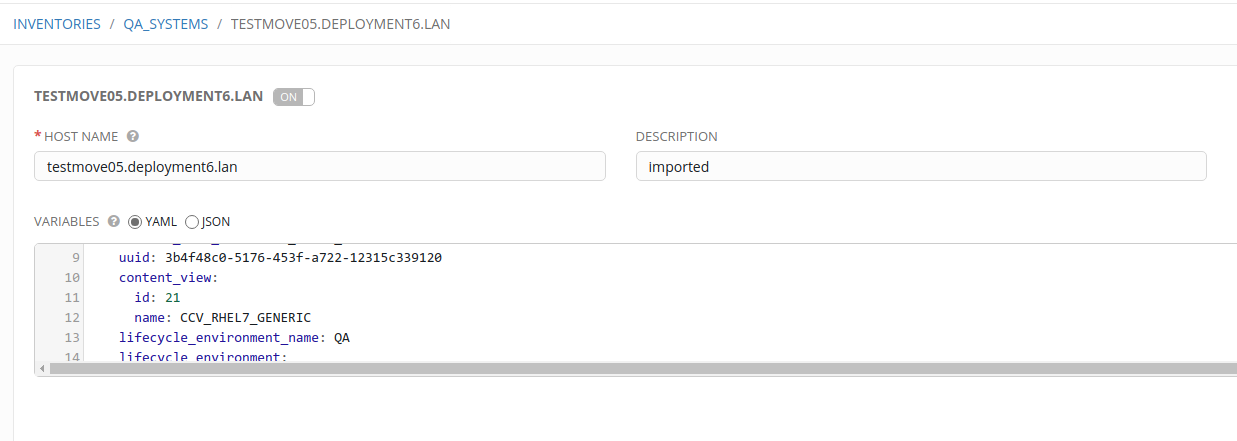 INVENTORIES / QA_SYSTEMS / TESTMOVE05.DEPLOYMENT6.LAN
TESTMOVE05.DEPLOYMENT6.LAN ON
* HOST NAME ?
DESCRIPTION
testmove05.deployment6.lan
imported
VARIABLES ? YAML JSON
9 uuid: 3b4f48c0-5176-453f-a722-12315c339120
10 content_view:
11 id: 21
12 name: CCV_RHEL7_GENERIC
13 lifecycle_environment_name: QA
14 lifecycle_environment: